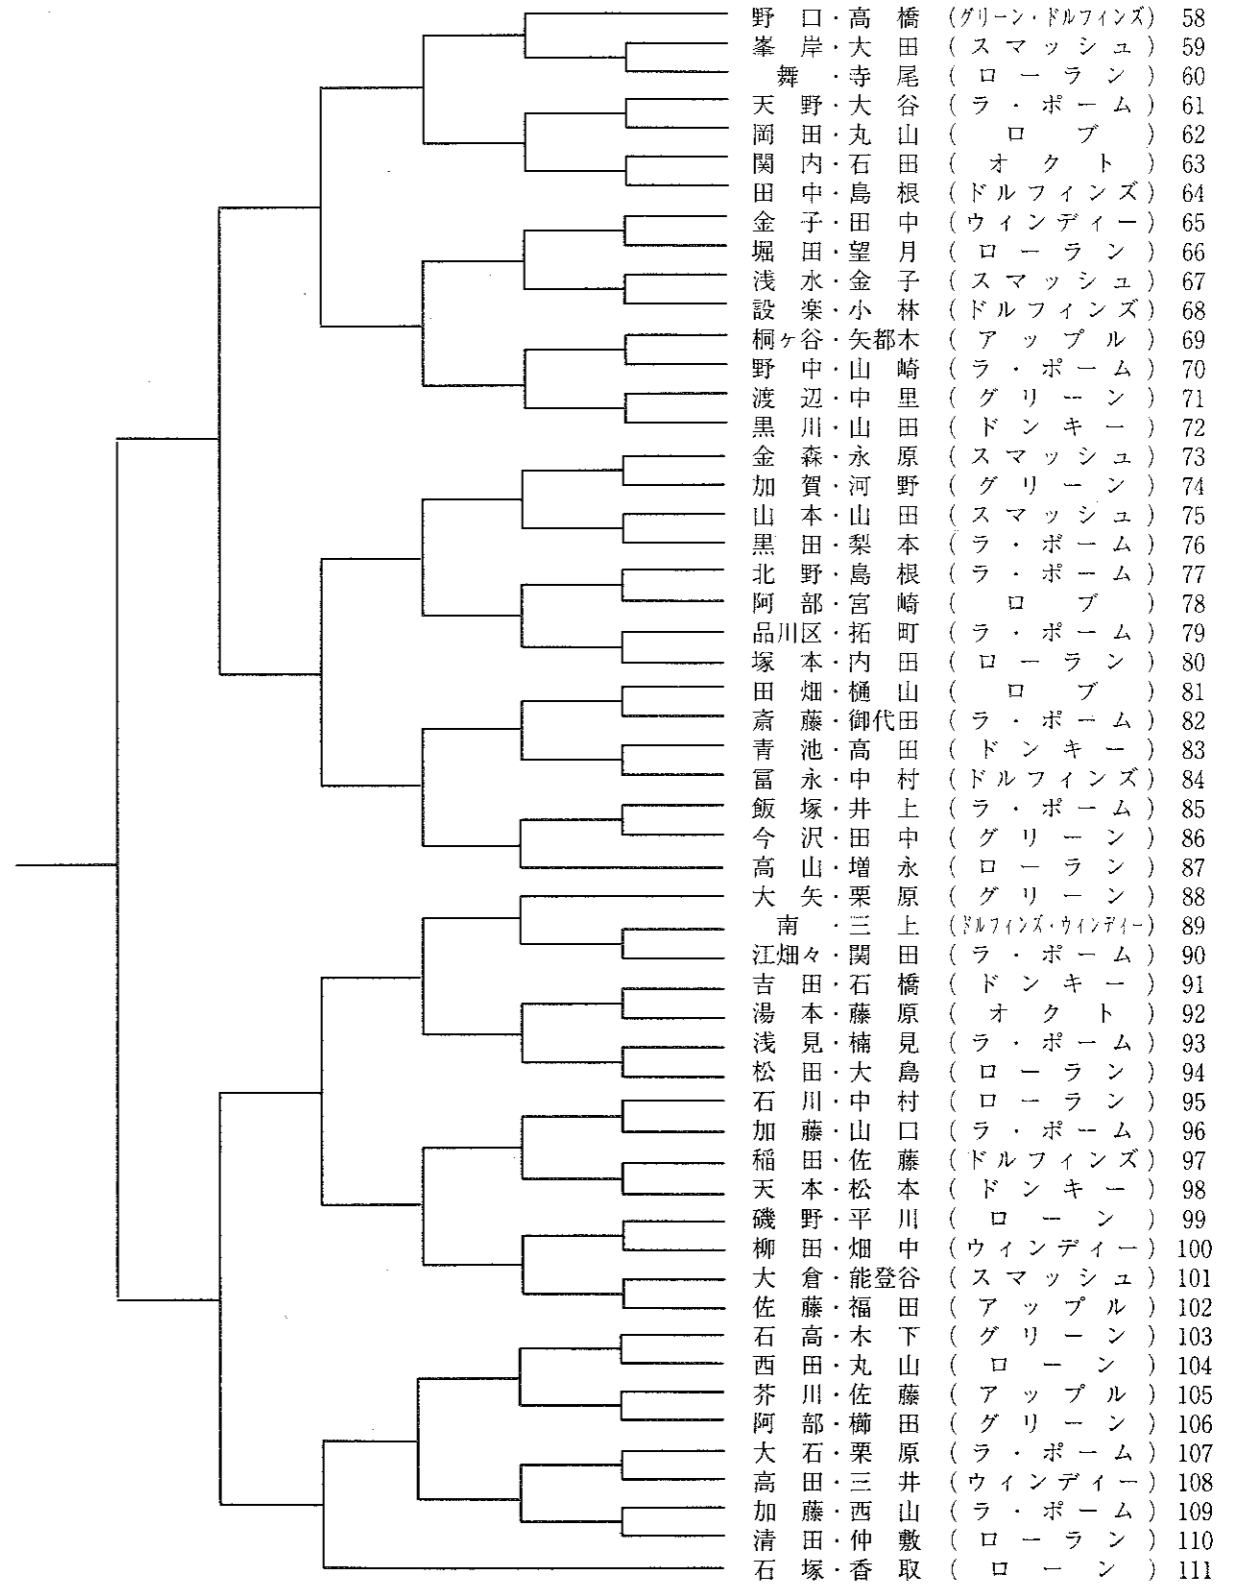 野口・高橋 (グリーン・ドルフィンズ) 58
峯岸・大田 (スマッシュ) 59
舞・寺尾 (ローラン) 60
天野・大谷 (ラ・ポーム) 61
岡田・丸山 (ロブ) 62
関内・石田 (オクト) 63
田中・島根 (ドルフィンズ) 64
金子・田中 (ウィンディー) 65
堀田・望月 (ローラン) 66
浅水・金子 (スマッシュ) 67
設楽・小林 (ドルフィンズ) 68
桐ヶ谷・矢都木 (アップル) 69
野中・山崎 (ラ・ポーム) 70
渡辺・中里 (グリーン) 71
黒川・山田 (ドンキー) 72
金森・永原 (スマッシュ) 73
加賀・河野 (グリーン) 74
山本・山田 (スマッシュ) 75
黒田・梨本 (ラ・ポーム) 76
北野・島根 (ラ・ポーム) 77
阿部・宮崎 (ロブ) 78
品川区・拓町 (ラ・ポーム) 79
塚本・内田 (ローラン) 80
田畑・樋山 (ロブ) 81
斎藤・御代田 (ラ・ポーム) 82
青池・高田 (ドンキー) 83
冨永・中村 (ドルフィンズ) 84
飯塚・井上 (ラ・ポーム) 85
今沢・田中 (グリーン) 86
高山・増永 (ローラン) 87
大矢・栗原 (グリーン) 88
南・三上 (ドルフィンズ・ウィンディー) 89
江畑々・関田 (ラ・ポーム) 90
吉田・石橋 (ドンキー) 91
湯本・藤原 (オクト) 92
浅見・楠見 (ラ・ポーム) 93
松田・大島 (ローラン) 94
石川・中村 (ローラン) 95
加藤・山口 (ラ・ポーム) 96
稲田・佐藤 (ドルフィンズ) 97
天本・松本 (ドンキー) 98
磯野・平川 (ローン) 99
柳田・畑中 (ウィンディー) 100
大倉・能登谷 (スマッシュ) 101
佐藤・福田 (アップル) 102
石高・木下 (グリーン) 103
西田・丸山 (ローン) 104
芥川・佐藤 (アップル) 105
阿部・櫛田 (グリーン) 106
大石・栗原 (ラ・ポーム) 107
高田・三井 (ウィンディー) 108
加藤・西山 (ラ・ポーム) 109
清田・仲敷 (ローラン) 110
石塚・香取 (ローン) 111